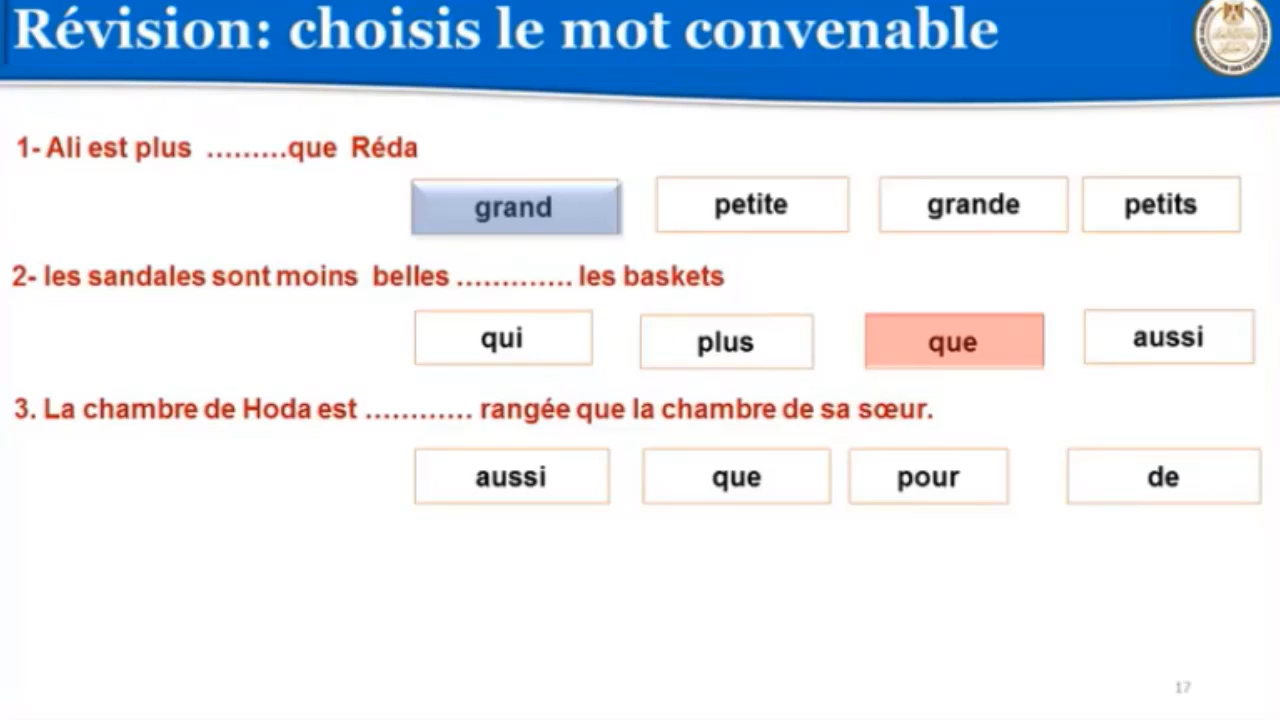 Révision: choisis le mot convenable
1- Ali est plus .........que Réda
grand petite grande petits
2- les sandales sont moins belles ............. les baskets
qui plus que aussi
3. La chambre de Hoda est ............ rangée que la chambre de sa sœur.
aussi que pour de
17